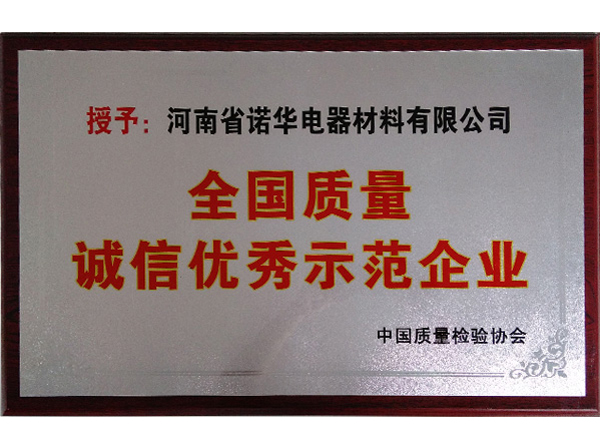 授予：河南省诺华电器材料有限公司
全国质量
诚信优秀示范企业
中国质量检验协会